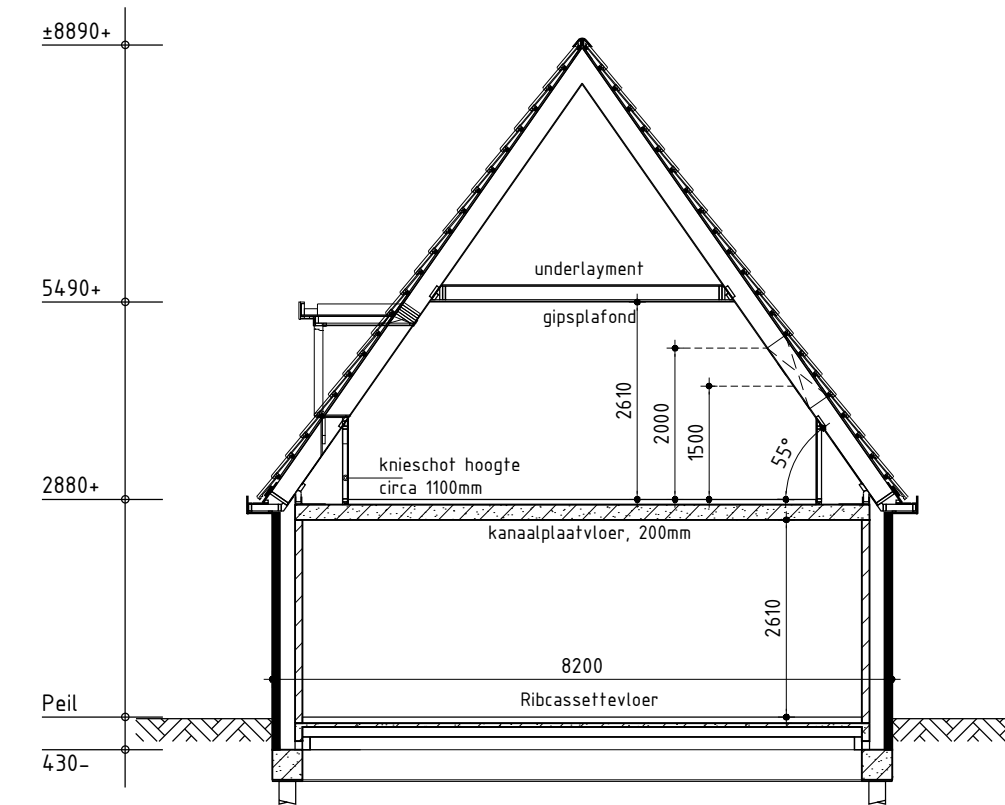 ±8890+
underlayment
5490+
gipsplafond
2610
2000
1500
55°
knieschot hoogte
circa 1100mm
2880+
kanaalplaatvloer, 200mm
2610
8200
Ribcassettevloer
Peil
430-